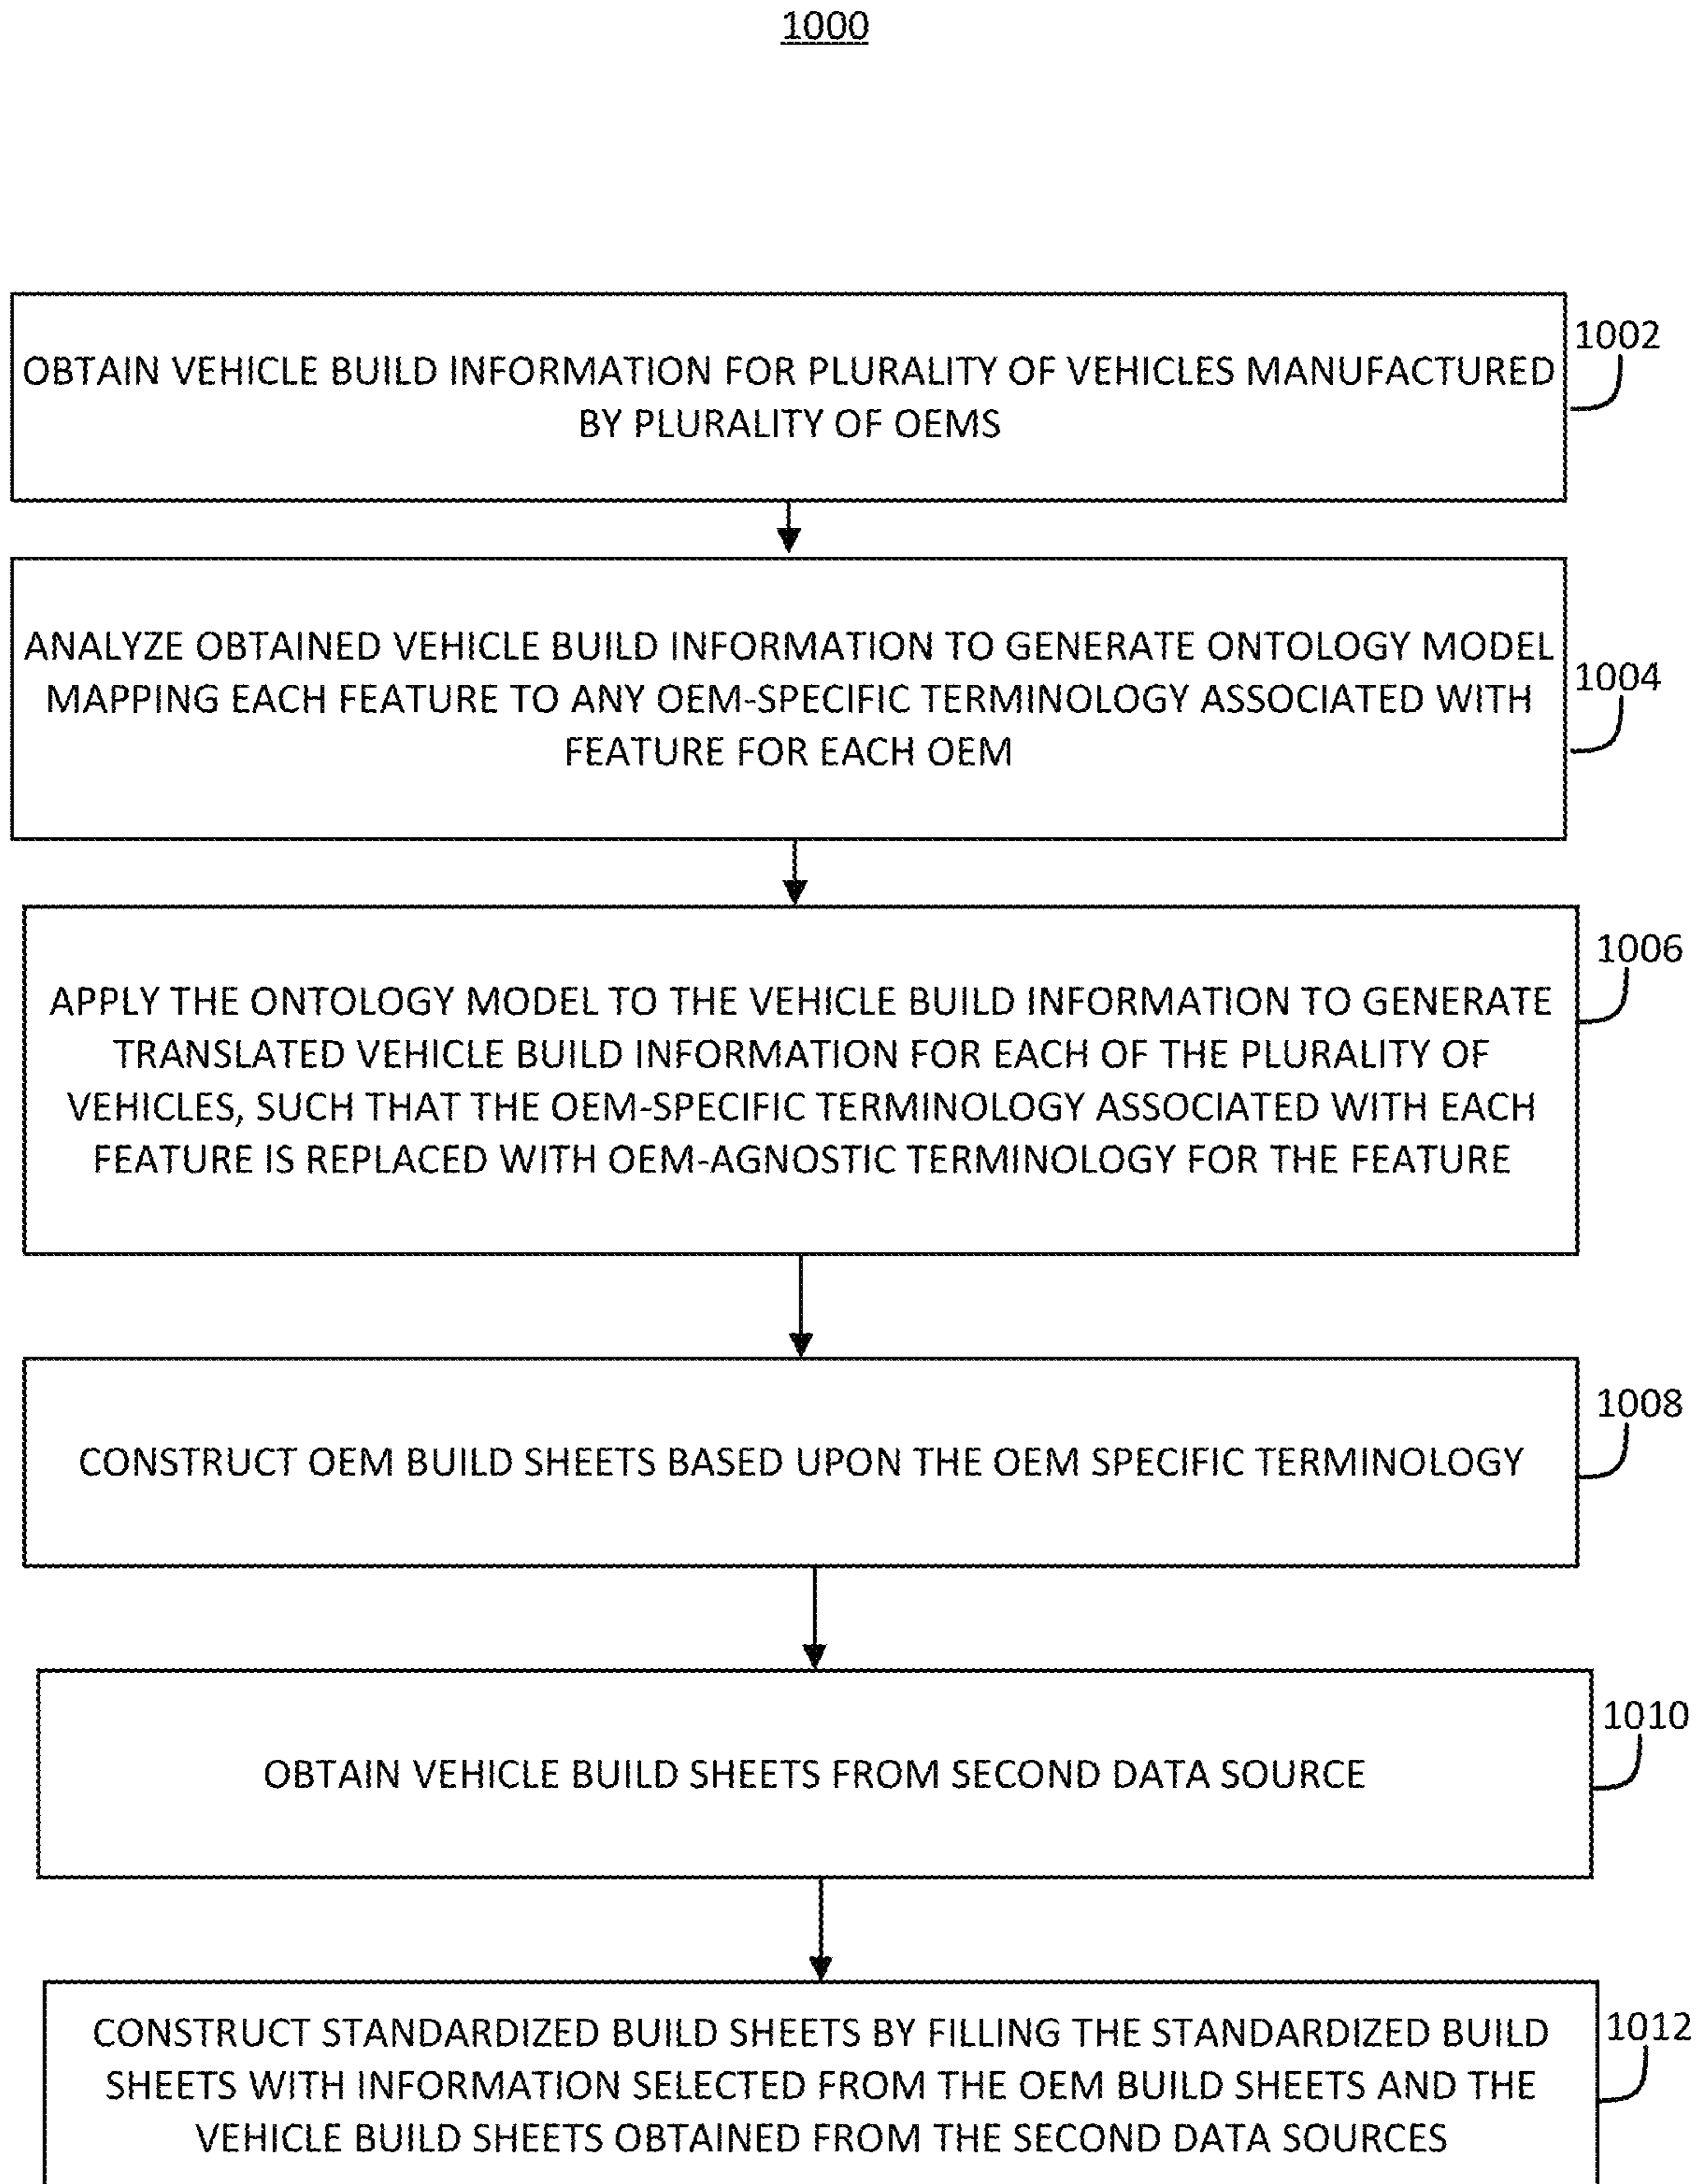 1000
OBTAIN VEHICLE BUILD INFORMATION FOR PLURALITY OF VEHICLES MANUFACTURED
BY PLURALITY OF OEMS
1002
ANALYZE OBTAINED VEHICLE BUILD INFORMATION TO GENERATE ONTOLOGY MODEL
MAPPING EACH FEATURE TO ANY OEM-SPECIFIC TERMINOLOGY ASSOCIATED WITH
FEATURE FOR EACH OEM
1004
APPLY THE ONTOLOGY MODEL TO THE VEHICLE BUILD INFORMATION TO GENERATE
TRANSLATED VEHICLE BUILD INFORMATION FOR EACH OF THE PLURALITY OF
VEHICLES, SUCH THAT THE OEM-SPECIFIC TERMINOLOGY ASSOCIATED WITH EACH
FEATURE IS REPLACED WITH OEM-AGNOSTIC TERMINOLOGY FOR THE FEATURE
1006
CONSTRUCT OEM BUILD SHEETS BASED UPON THE OEM SPECIFIC TERMINOLOGY
1008
OBTAIN VEHICLE BUILD SHEETS FROM SECOND DATA SOURCE
1010
CONSTRUCT STANDARDIZED BUILD SHEETS BY FILLING THE STANDARDIZED BUILD
SHEETS WITH INFORMATION SELECTED FROM THE OEM BUILD SHEETS AND THE
VEHICLE BUILD SHEETS OBTAINED FROM THE SECOND DATA SOURCES
1012